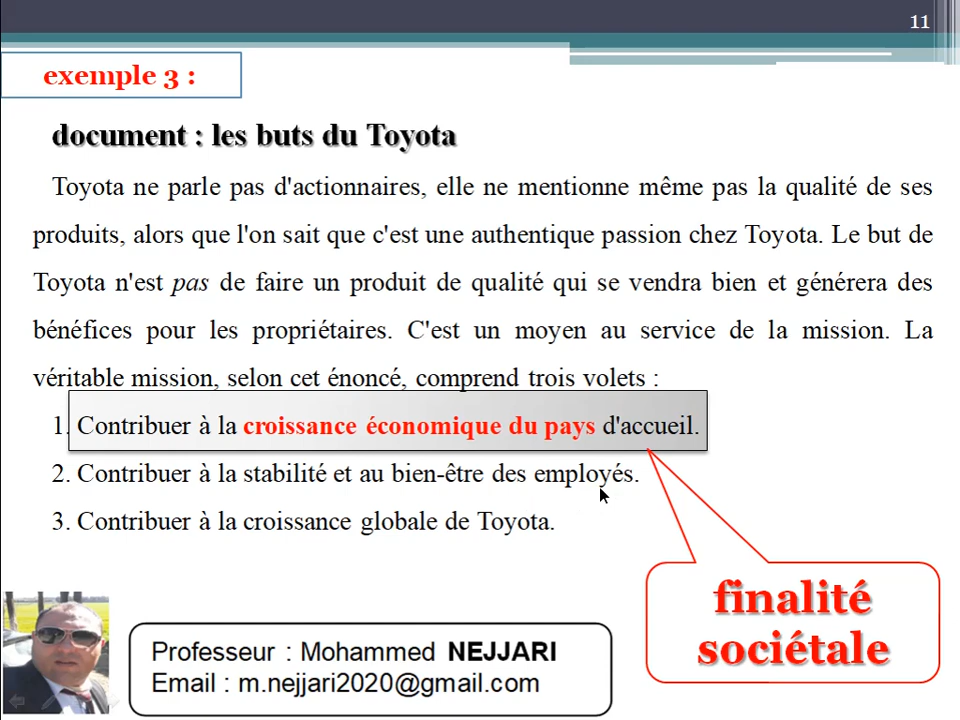 11
exemple 3 :
document : les buts du Toyota
Toyota ne parle pas d'actionnaires, elle ne mentionne même pas la qualité de ses
produits, alors que l'on sait que c'est une authentique passion chez Toyota. Le but de
Toyota n'est pas de faire un produit de qualité qui se vendra bien et générera des
bénéfices pour les propriétaires. C'est un moyen au service de la mission. La
véritable mission, selon cet énoncé, comprend trois volets :
1. Contribuer à la croissance économique du pays d'accueil.
2. Contribuer à la stabilité et au bien-être des employés.
3. Contribuer à la croissance globale de Toyota.
finalité
sociétale
Professeur : Mohammed NEJJARI
Email : m.nejjari2020@gmail.com